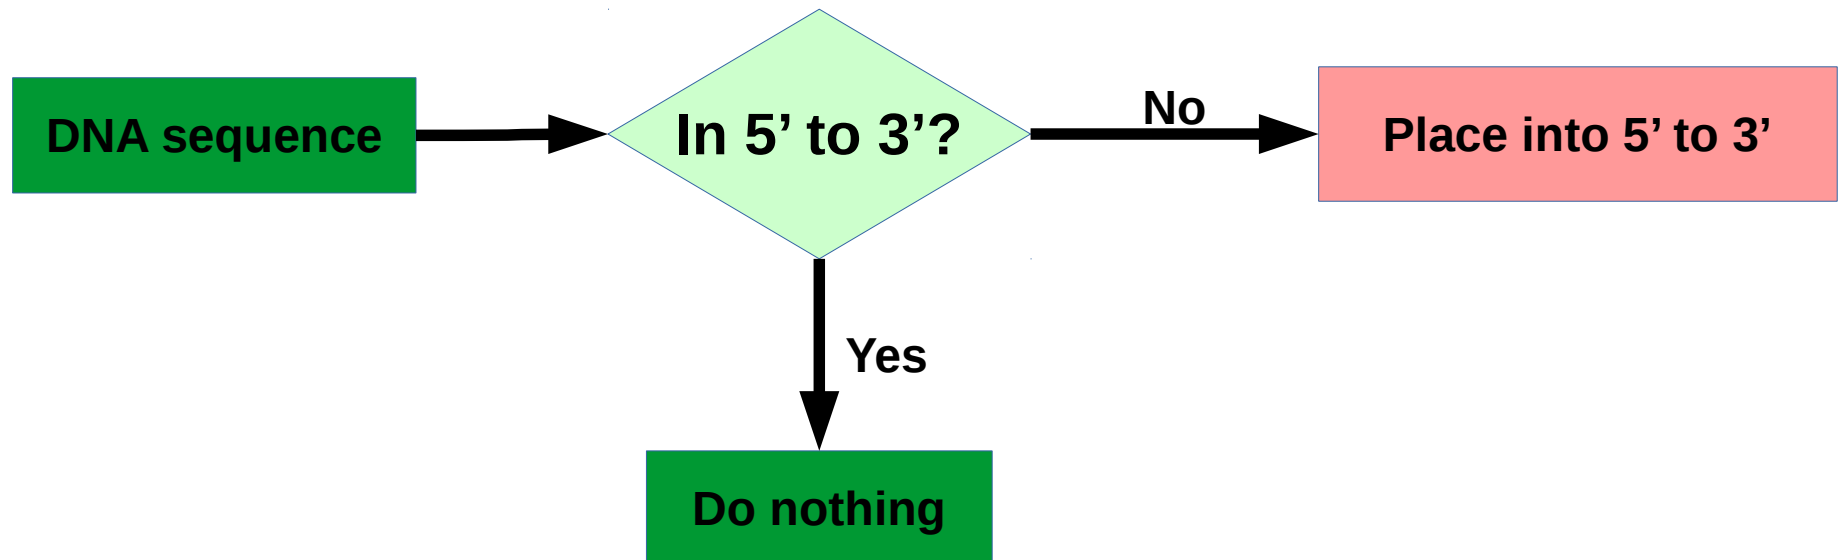 DNA sequence
In 5’ to 3’?
No
Place into 5’ to 3’
Yes
Do nothing